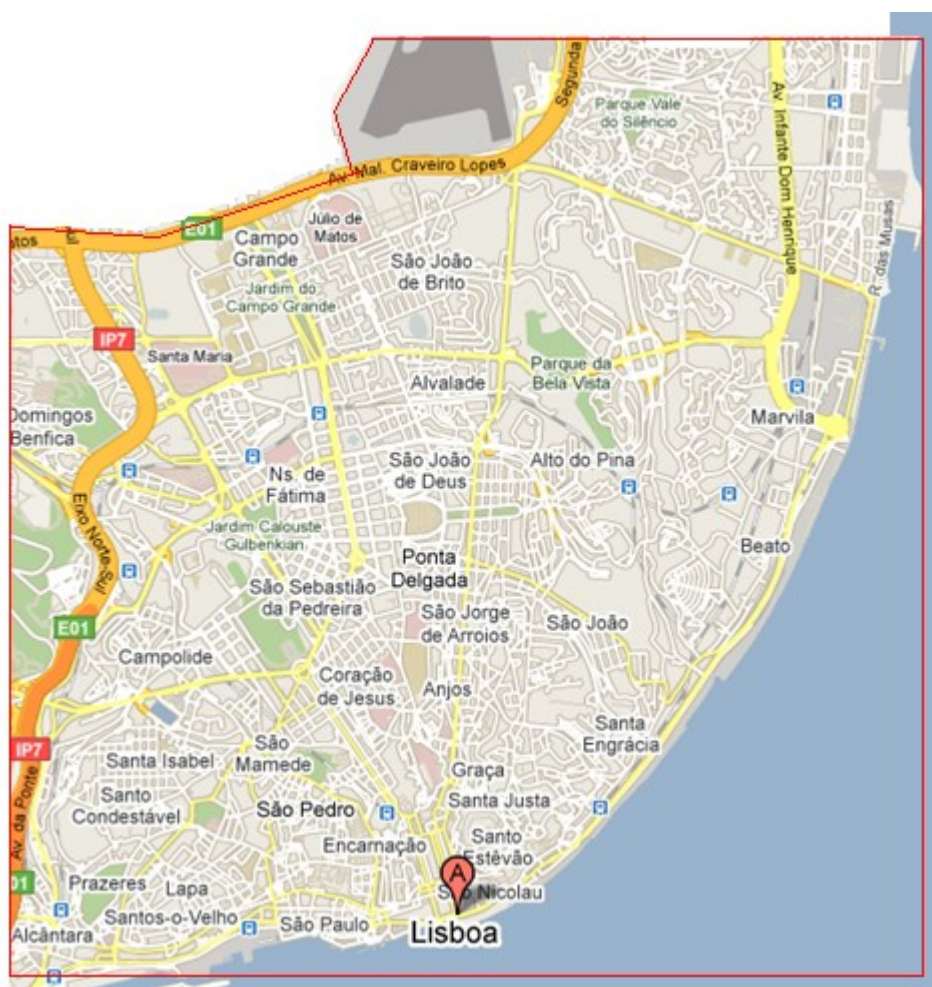 Segunda
Parque Vale
do Silêncio
Av. Infante Dom Henrique
Av. Mal. Craveiro Lopes
E01
Júlio de
Matos
Campo
Grande
R. das Musas
São João
de Brito
Jardim do
Campo Grande
IP7
Santa Maria
Parque da
Bela Vista
Alvalade
Domingos
Benfica
Marvila
São João
de Deus
Alto do Pina
Ns. de
Fátima
Eixo Norte-Sul
Jardim Calouste
Gulbenkian
Beato
Ponta
Delgada
São Sebastião
da Pedreira
São Jorge
de Arroios
São João
E01
Campolide
Coração
de Jesus
Anjos
Santa
Engrácia
IP7
São
Mamede
Santa Isabel
Graça
Av. da Ponte
Santo
Condestável
São Pedro
Santa Justa
Encarnação
Santo
Estêvão
A
01
Prazeres
Lapa
São Nicolau
Santos-o-Velho
São Paulo
Alcântara
Lisboa